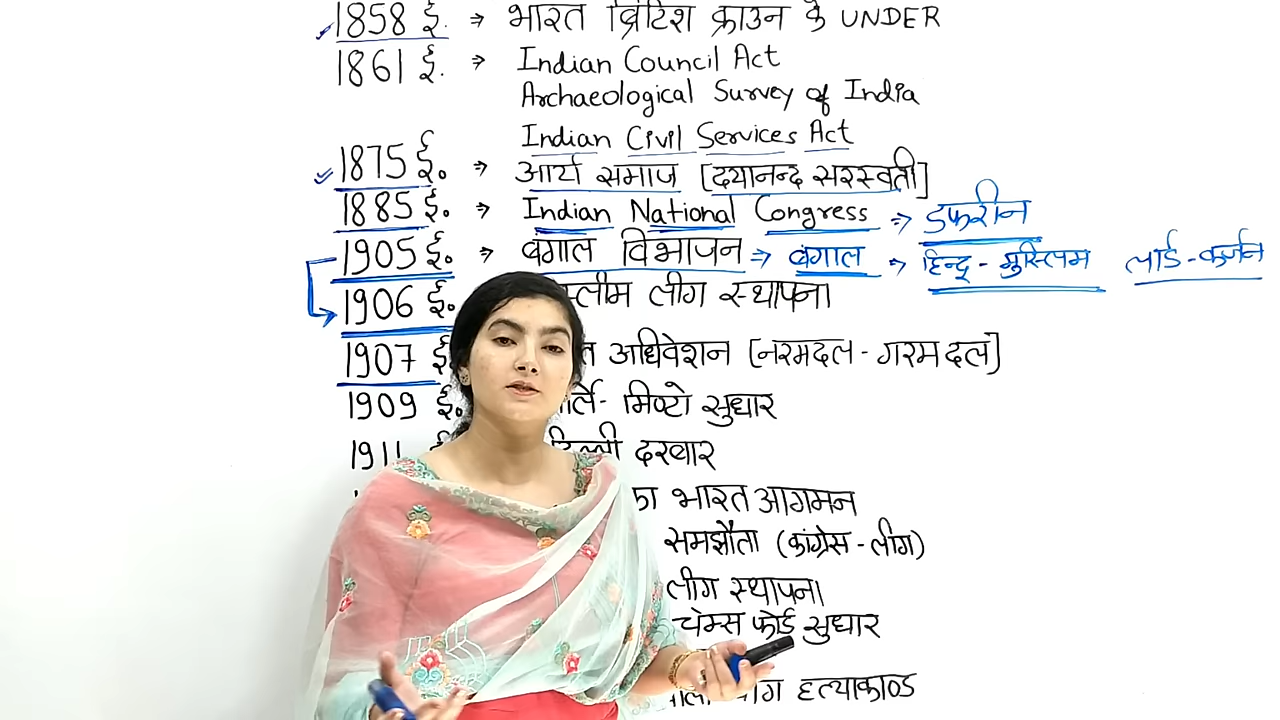 1858 ई. ⇒ भारत ब्रिटिश क्राउन के UNDER
1861 ई. ⇒ Indian Council Act
Archaeological Survey of India
Indian Civil Services Act
1875 ई. ⇒ आर्य समाज [दयानन्द सरस्वती]
1885 ई. ⇒ Indian National Congress ⇒ डफरीन
1905 ई. ⇒ बंगाल विभाजन ⇒ बंगाल ⇒ हिन्दू - मुस्लिम लार्ड - कर्जन
1906 ई. स्लीम लीग स्थापना
1907 ई त अधिवेशन [नरमदल - गरमदल]
1909 ई. र्ले - मिण्टो सुधार
1911 ई दिल्ली दरबार
का भारत आगमन
समझौता (कांग्रेस - लीग)
लीग स्थापना
चेम्स फोर्ड सुधार
बाग हत्याकाण्ड